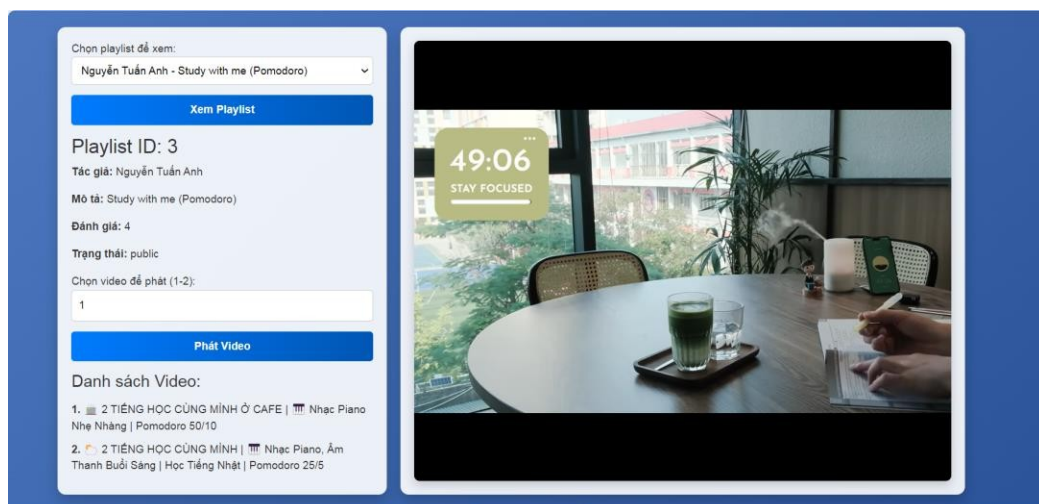 Chọn playlist để xem:
Nguyễn Tuấn Anh - Study with me (Pomodoro)
Xem Playlist
Playlist ID: 3
Tác giả: Nguyễn Tuấn Anh
Mô tả: Study with me (Pomodoro)
Đánh giá: 4
Trạng thái: public
Chọn video để phát (1-2):
1
Phát Video
Danh sách Video:
1. 2 TIẾNG HỌC CÙNG MÌNH Ở CAFE | 🎹 Nhạc Piano
Nhẹ Nhàng | Pomodoro 50/10
2. 2 TIẾNG HỌC CÙNG MÌNH | 🎹 Nhạc Piano, Âm
Thanh Buổi Sáng | Học Tiếng Nhật | Pomodoro 25/5
49:06
STAY FOCUSED